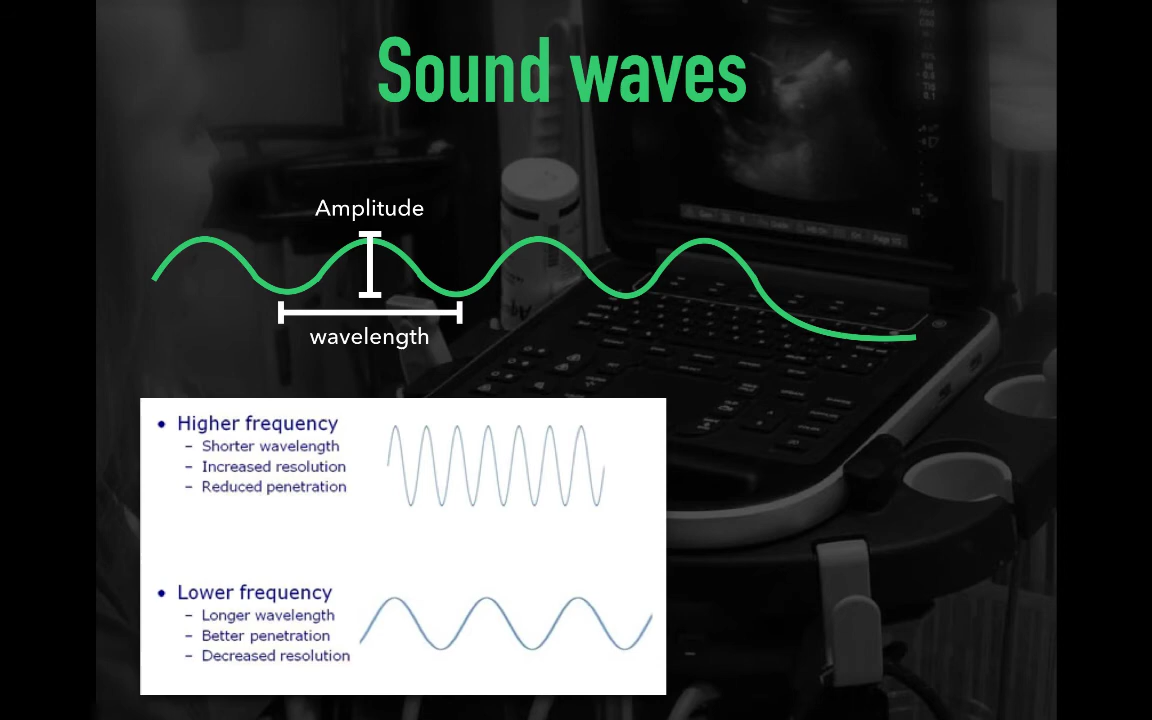 Sound waves
Amplitude
wavelength
• Higher frequency
– Shorter wavelength
– Increased resolution
– Reduced penetration
• Lower frequency
– Longer wavelength
– Better penetration
– Decreased resolution